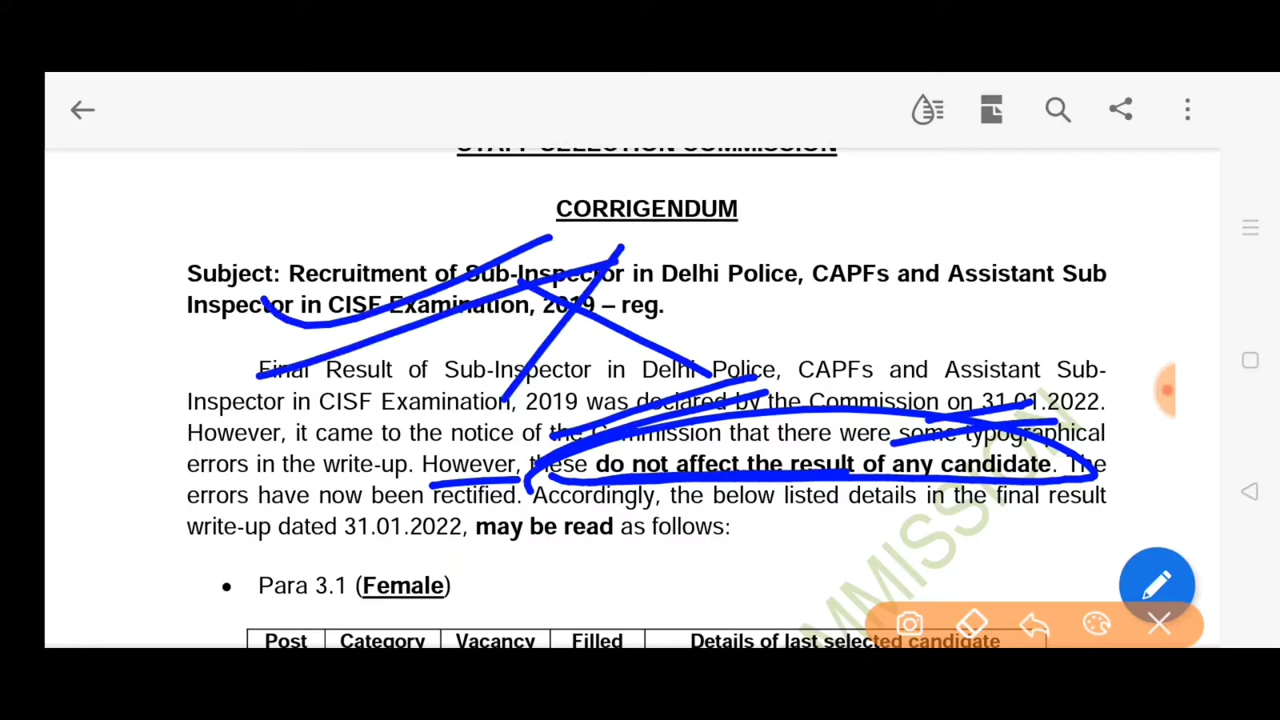 STAFF SELECTION COMMISSION
CORRIGENDUM
Subject: Recruitment of Sub-Inspector in Delhi Police, CAPFs and Assistant Sub
Inspector in CISF Examination, 2019 – reg.
Final Result of Sub-Inspector in Delhi Police, CAPFs and Assistant Sub-
Inspector in CISF Examination, 2019 was declared by the Commission on 31.01.2022.
However, it came to the notice of the Commission that there were some typographical
errors in the write-up. However, these do not affect the result of any candidate. The
errors have now been rectified. Accordingly, the below listed details in the final result
write-up dated 31.01.2022, may be read as follows:
• Para 3.1 (Female)
Post Category Vacancy Filled Details of last selected candidate
MMISSION